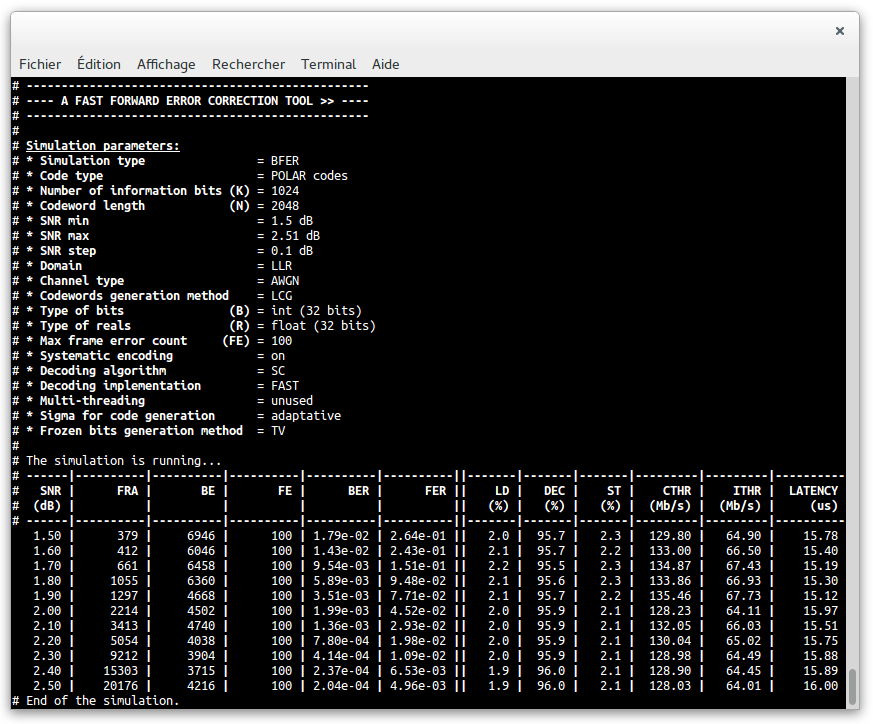 Fichier Édition Affichage Rechercher Terminal Aide
# -------------------------------------------------
# ---- A FAST FORWARD ERROR CORRECTION TOOL >> ----
# -------------------------------------------------
#
# Simulation parameters:
# * Simulation type                = BFER
# * Code type                      = POLAR codes
# * Number of information bits (K) = 1024
# * Codeword length            (N) = 2048
# * SNR min                        = 1.5 dB
# * SNR max                        = 2.51 dB
# * SNR step                       = 0.1 dB
# * Domain                         = LLR
# * Channel type                   = AWGN
# * Codewords generation method    = LCG
# * Type of bits               (B) = int (32 bits)
# * Type of reals              (R) = float (32 bits)
# * Max frame error count     (FE) = 100
# * Systematic encoding            = on
# * Decoding algorithm             = SC
# * Decoding implementation        = FAST
# * Multi-threading                = unused
# * Sigma for code generation      = adaptative
# * Frozen bits generation method  = TV
#
# The simulation is running...
# ------|----------|----------|----------|----------|----------||-------|-------|-------|---------|---------|----------
#   SNR |      FRA |       BE |       FE |      BER |      FER ||    LD |   DEC |    ST |    CTHR |    ITHR |  LATENCY
#  (dB) |          |          |          |          |          ||   (%) |   (%) |   (%) |  (Mb/s) |  (Mb/s) |     (us)
# ------|----------|----------|----------|----------|----------||-------|-------|-------|---------|---------|----------
   1.50 |      379 |     6946 |      100 | 1.79e-02 | 2.64e-01 ||   2.0 |  95.7 |   2.3 |  129.80 |   64.90 |    15.78
   1.60 |      412 |     6046 |      100 | 1.43e-02 | 2.43e-01 ||   2.1 |  95.7 |   2.2 |  133.00 |   66.50 |    15.40
   1.70 |      661 |     6458 |      100 | 9.54e-03 | 1.51e-01 ||   2.2 |  95.5 |   2.3 |  134.87 |   67.43 |    15.19
   1.80 |     1055 |     6360 |      100 | 5.89e-03 | 9.48e-02 ||   2.1 |  95.6 |   2.3 |  133.86 |   66.93 |    15.30
   1.90 |     1297 |     4668 |      100 | 3.51e-03 | 7.71e-02 ||   2.1 |  95.7 |   2.2 |  135.46 |   67.73 |    15.12
   2.00 |     2214 |     4502 |      100 | 1.99e-03 | 4.52e-02 ||   2.0 |  95.9 |   2.1 |  128.23 |   64.11 |    15.97
   2.10 |     3413 |     4740 |      100 | 1.36e-03 | 2.93e-02 ||   2.0 |  95.9 |   2.1 |  132.05 |   66.03 |    15.51
   2.20 |     5054 |     4038 |      100 | 7.80e-04 | 1.98e-02 ||   2.0 |  95.9 |   2.1 |  130.04 |   65.02 |    15.75
   2.30 |     9212 |     3904 |      100 | 4.14e-04 | 1.09e-02 ||   2.0 |  95.9 |   2.1 |  128.98 |   64.49 |    15.88
   2.40 |    15303 |     3715 |      100 | 2.37e-04 | 6.53e-03 ||   1.9 |  96.0 |   2.1 |  128.90 |   64.45 |    15.89
   2.50 |    20176 |     4216 |      100 | 2.04e-04 | 4.96e-03 ||   1.9 |  96.0 |   2.1 |  128.03 |   64.01 |    16.00
# End of the simulation.